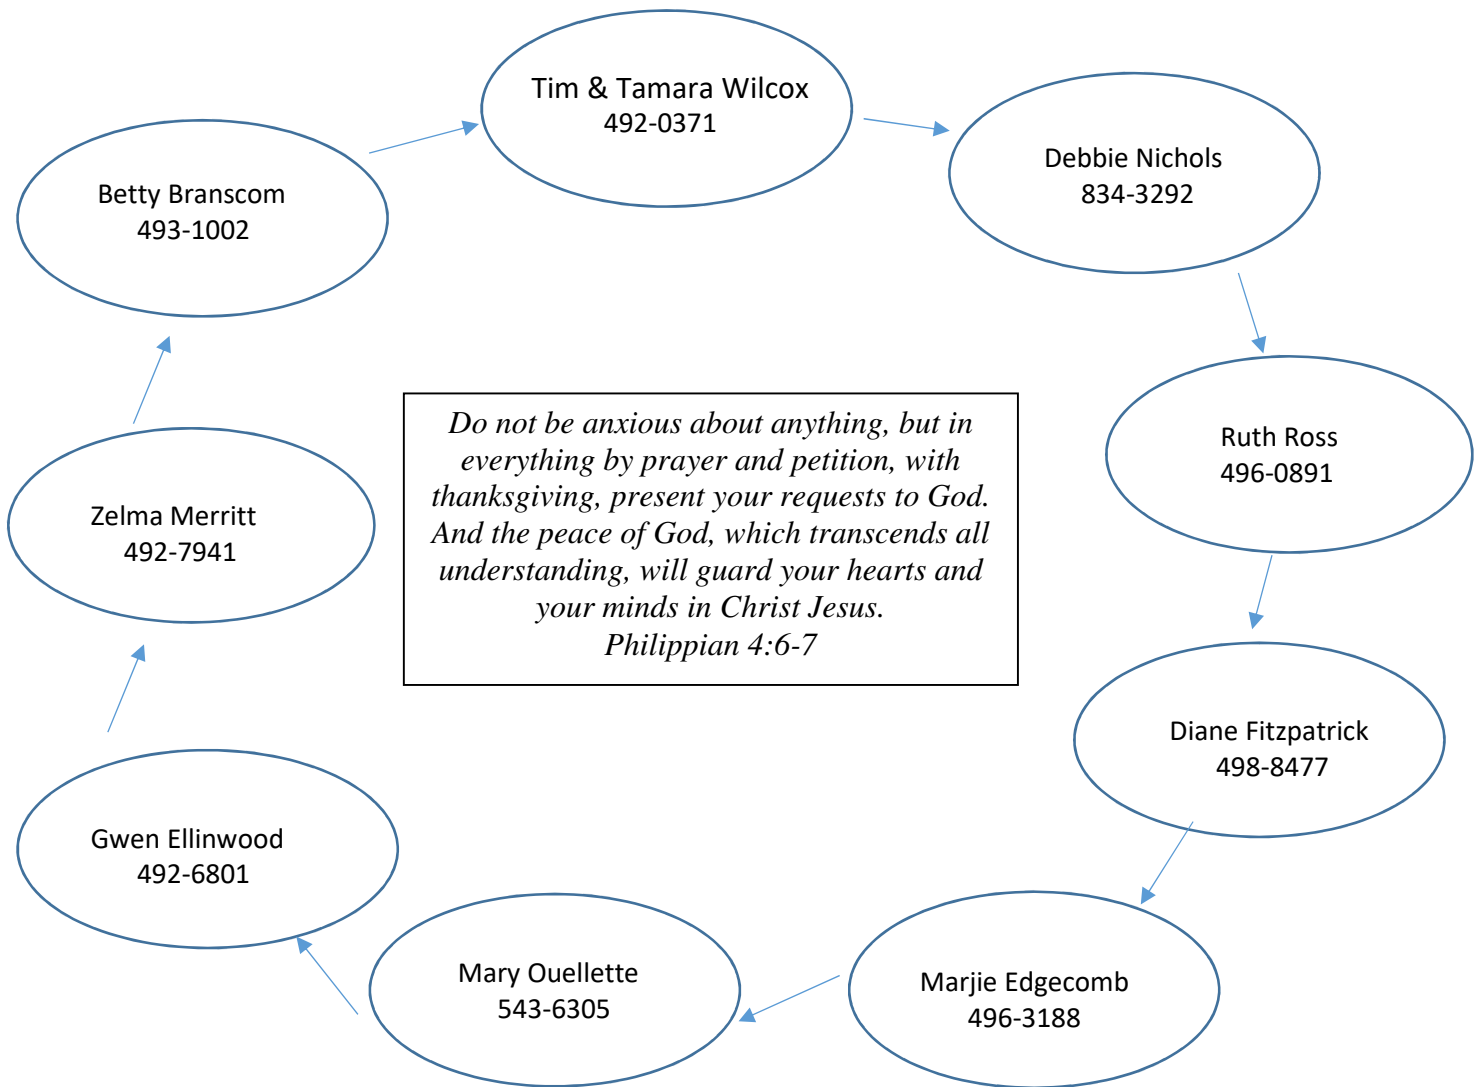 Tim & Tamara Wilcox
492-0371
Debbie Nichols
834-3292
Ruth Ross
496-0891
Diane Fitzpatrick
498-8477
Marjie Edgecomb
496-3188
Mary Ouellette
543-6305
Gwen Ellinwood
492-6801
Zelma Merritt
492-7941
Betty Branscom
493-1002
Do not be anxious about anything, but in
everything by prayer and petition, with
thanksgiving, present your requests to God.
And the peace of God, which transcends all
understanding, will guard your hearts and
your minds in Christ Jesus.
Philippian 4:6-7